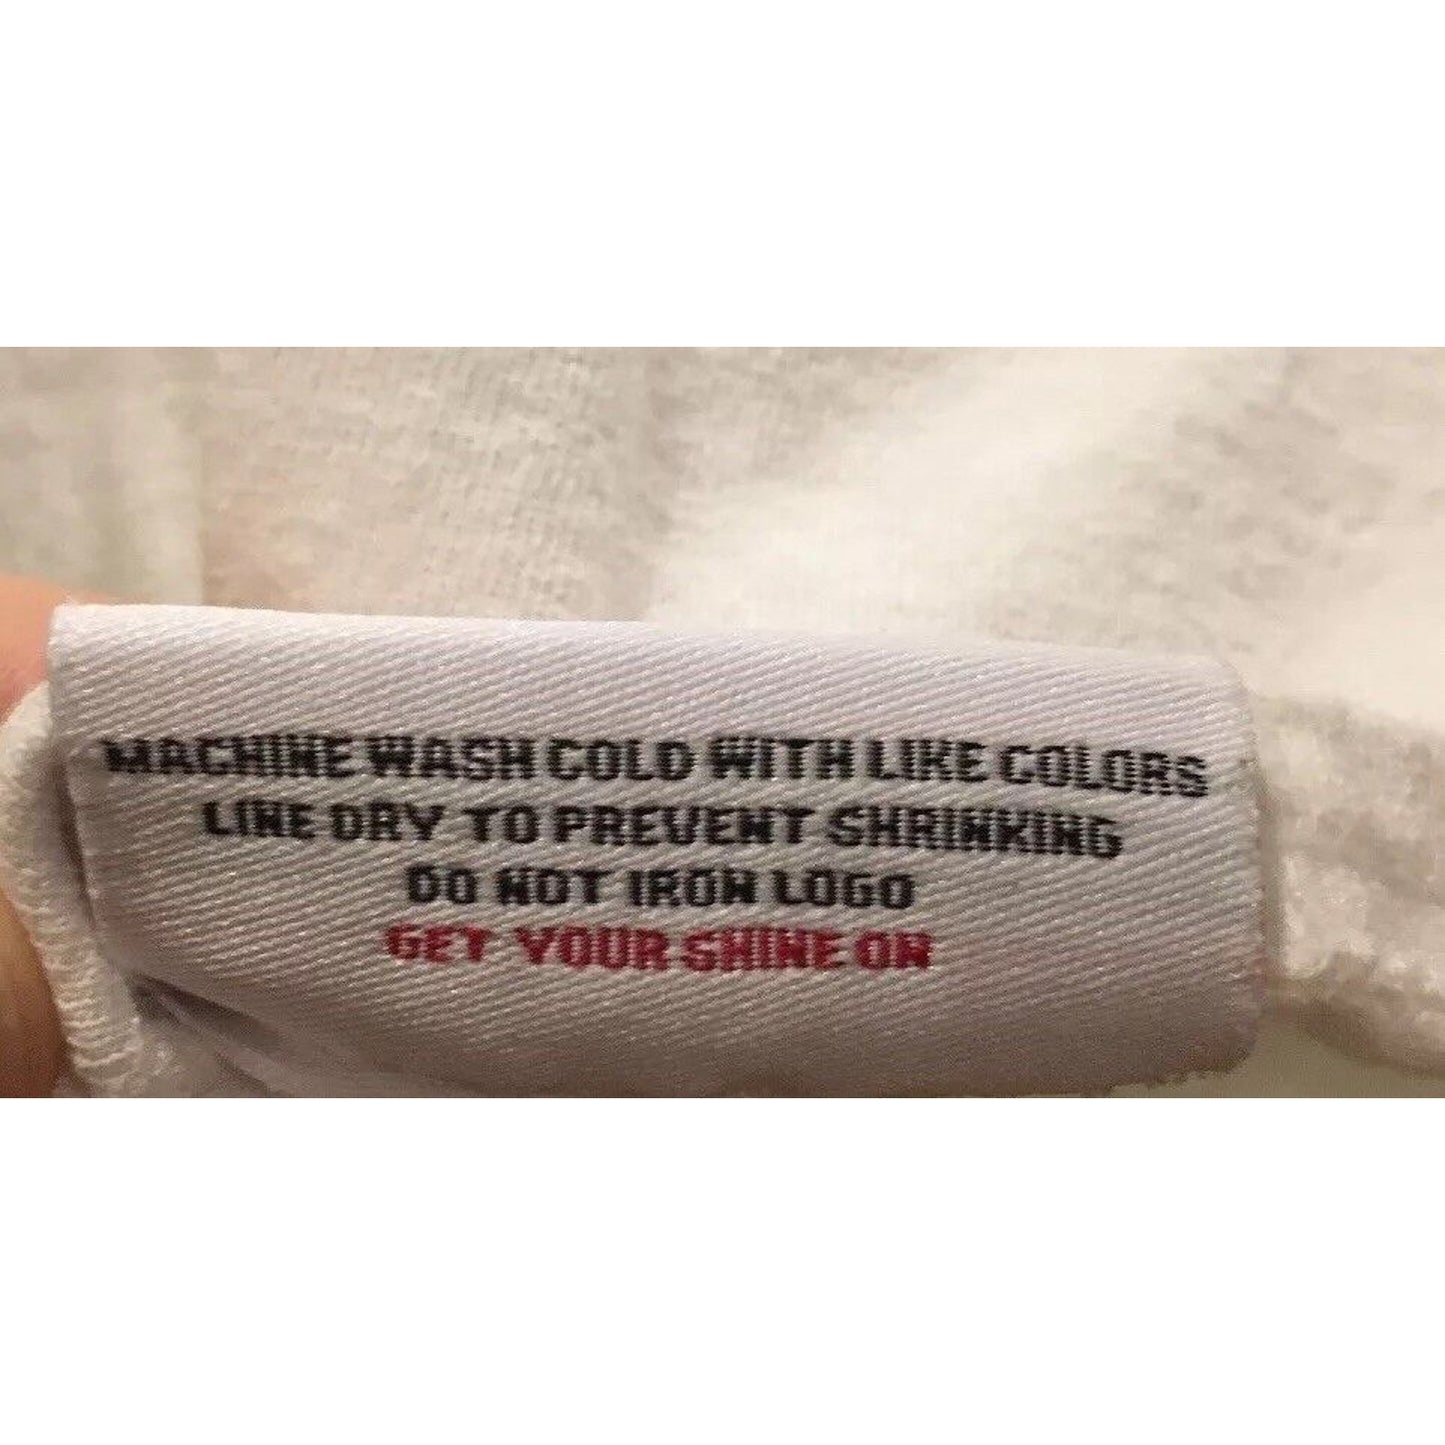 MACHINE WASH COLD WITH LIKE COLORS
LINE DRY TO PREVENT SHRINKING
DO NOT IRON LOGO
GET YOUR SHINE ON